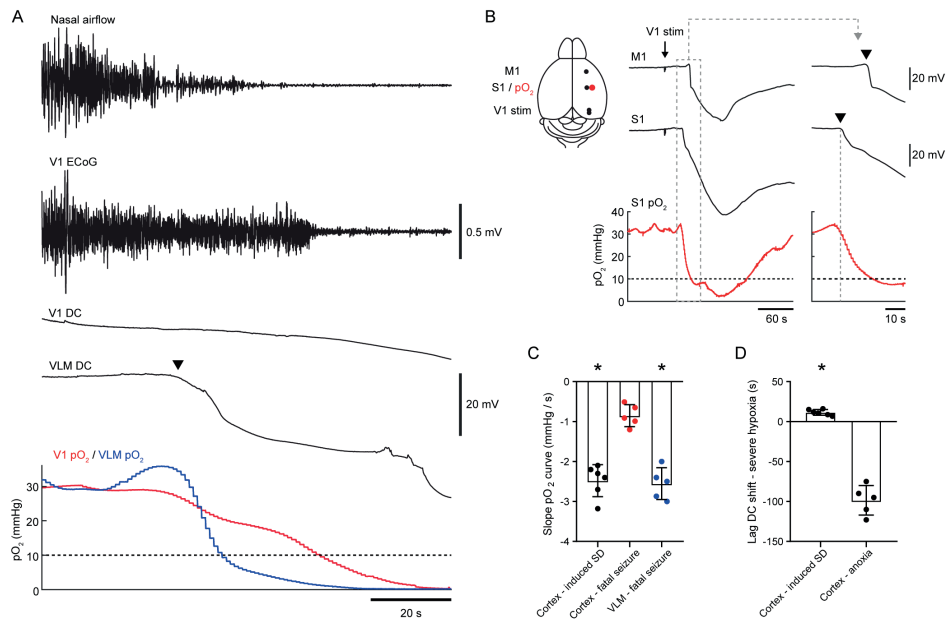 A
Nasal airflow
V1 ECoG
0.5 mV
V1 DC
VLM DC
20 mV
V1 pO2 / VLM pO2
pO2 (mmHg)
30
20
10
0
20 s
B
V1 stim
M1
S1 / pO2
V1 stim
M1
20 mV
S1
20 mV
S1 pO2
pO2 (mmHg)
40
30
20
10
0
60 s
10 s
C
* *
Slope pO2 curve (mmHg / s)
0
-1
-2
-3
-4
Cortex - induced SD
Cortex - fatal seizure
VLM - fatal seizure
D
*
Lag DC shift - severe hypoxia (s)
50
0
-50
-100
-150
Cortex - induced SD
Cortex - anoxia